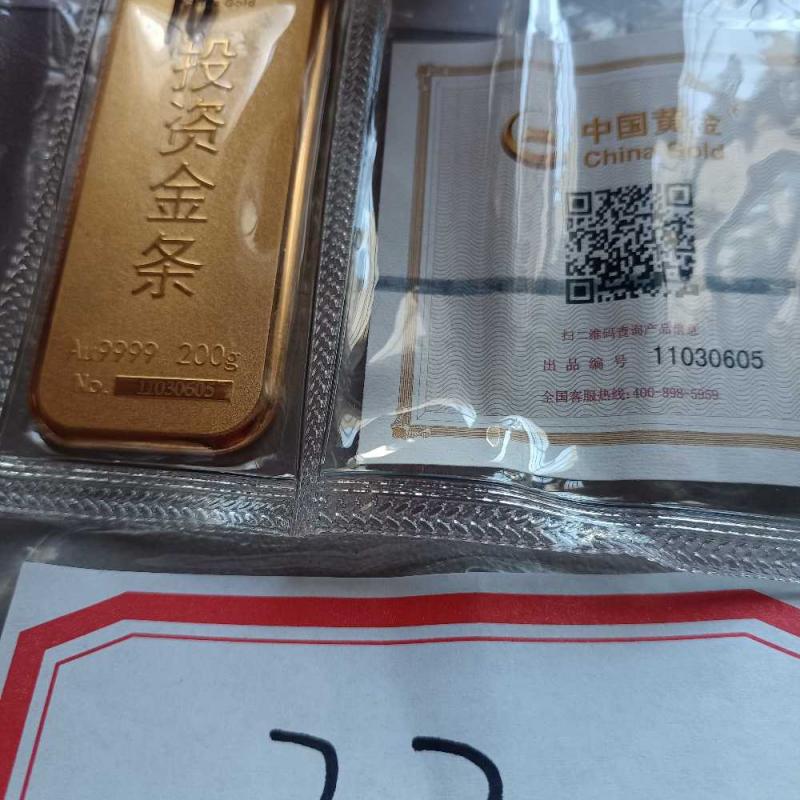 投资金条
Au9999 200g
No. 11030605
中国黄金
China Gold
扫二维码查询产品信息
出品编号 11030605
全国客服热线:400-898-5959